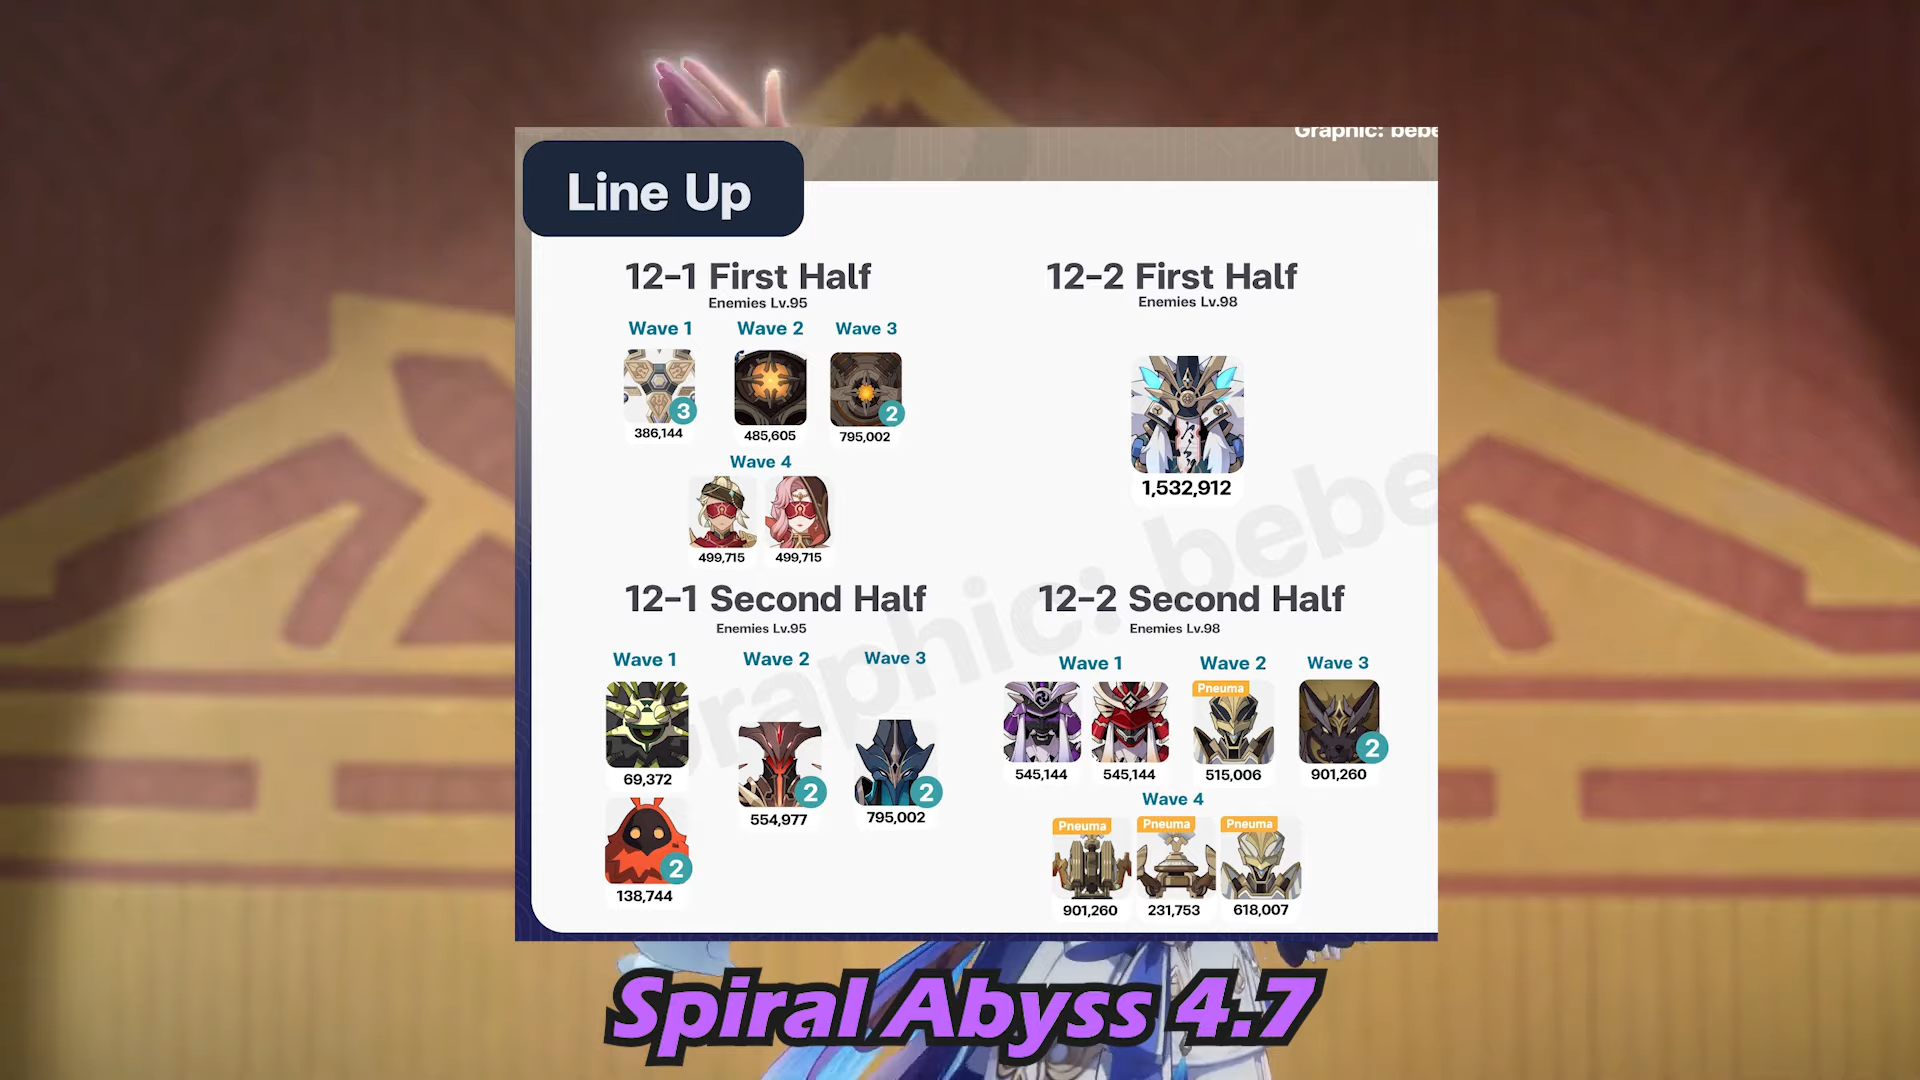 Graphic: bebe
Line Up
12-1 First Half
Enemies Lv.95
Wave 1
Wave 2
Wave 3
3
2
386,144
485,605
795,002
Wave 4
499,715
499,715
12-2 First Half
Enemies Lv.98
1,532,912
12-1 Second Half
Enemies Lv.95
Wave 1
Wave 2
Wave 3
69,372
2
138,744
2
554,977
2
795,002
12-2 Second Half
Enemies Lv.98
Wave 1
Wave 2
Wave 3
Pneuma
2
545,144
545,144
515,006
901,260
Wave 4
Pneuma
Pneuma
Pneuma
901,260
231,753
618,007
Graphic: bebe
Spiral Abyss 4.7